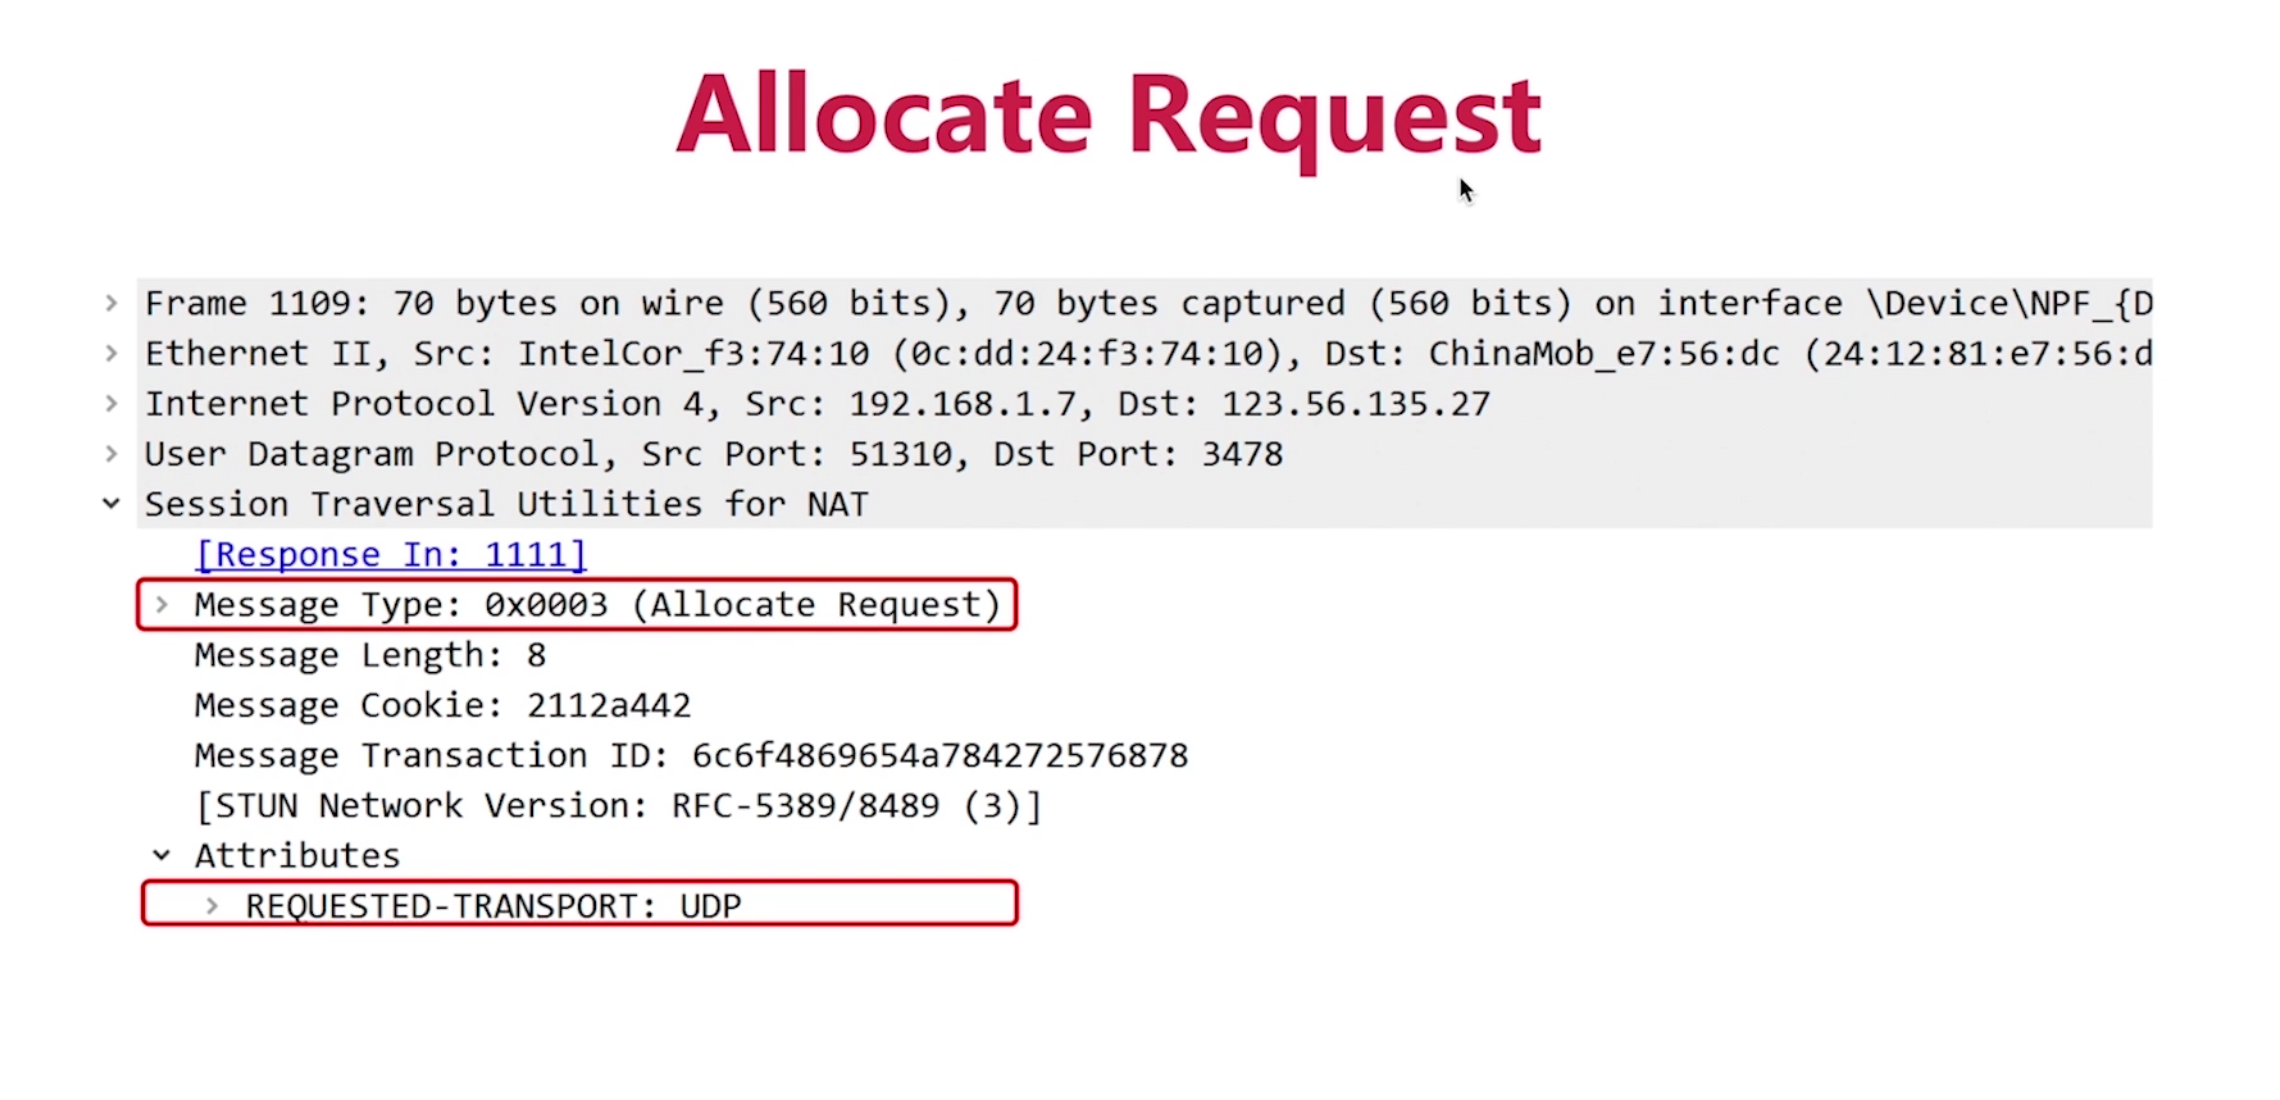 Allocate Request
Frame 1109: 70 bytes on wire (560 bits), 70 bytes captured (560 bits) on interface \Device\NPF_{D
Ethernet II, Src: IntelCor_f3:74:10 (0c:dd:24:f3:74:10), Dst: ChinaMob_e7:56:dc (24:12:81:e7:56:d
Internet Protocol Version 4, Src: 192.168.1.7, Dst: 123.56.135.27
User Datagram Protocol, Src Port: 51310, Dst Port: 3478
Session Traversal Utilities for NAT
[Response In: 1111]
Message Type: 0x0003 (Allocate Request)
Message Length: 8
Message Cookie: 2112a442
Message Transaction ID: 6c6f4869654a784272576878
[STUN Network Version: RFC-5389/8489 (3)]
Attributes
REQUESTED-TRANSPORT: UDP